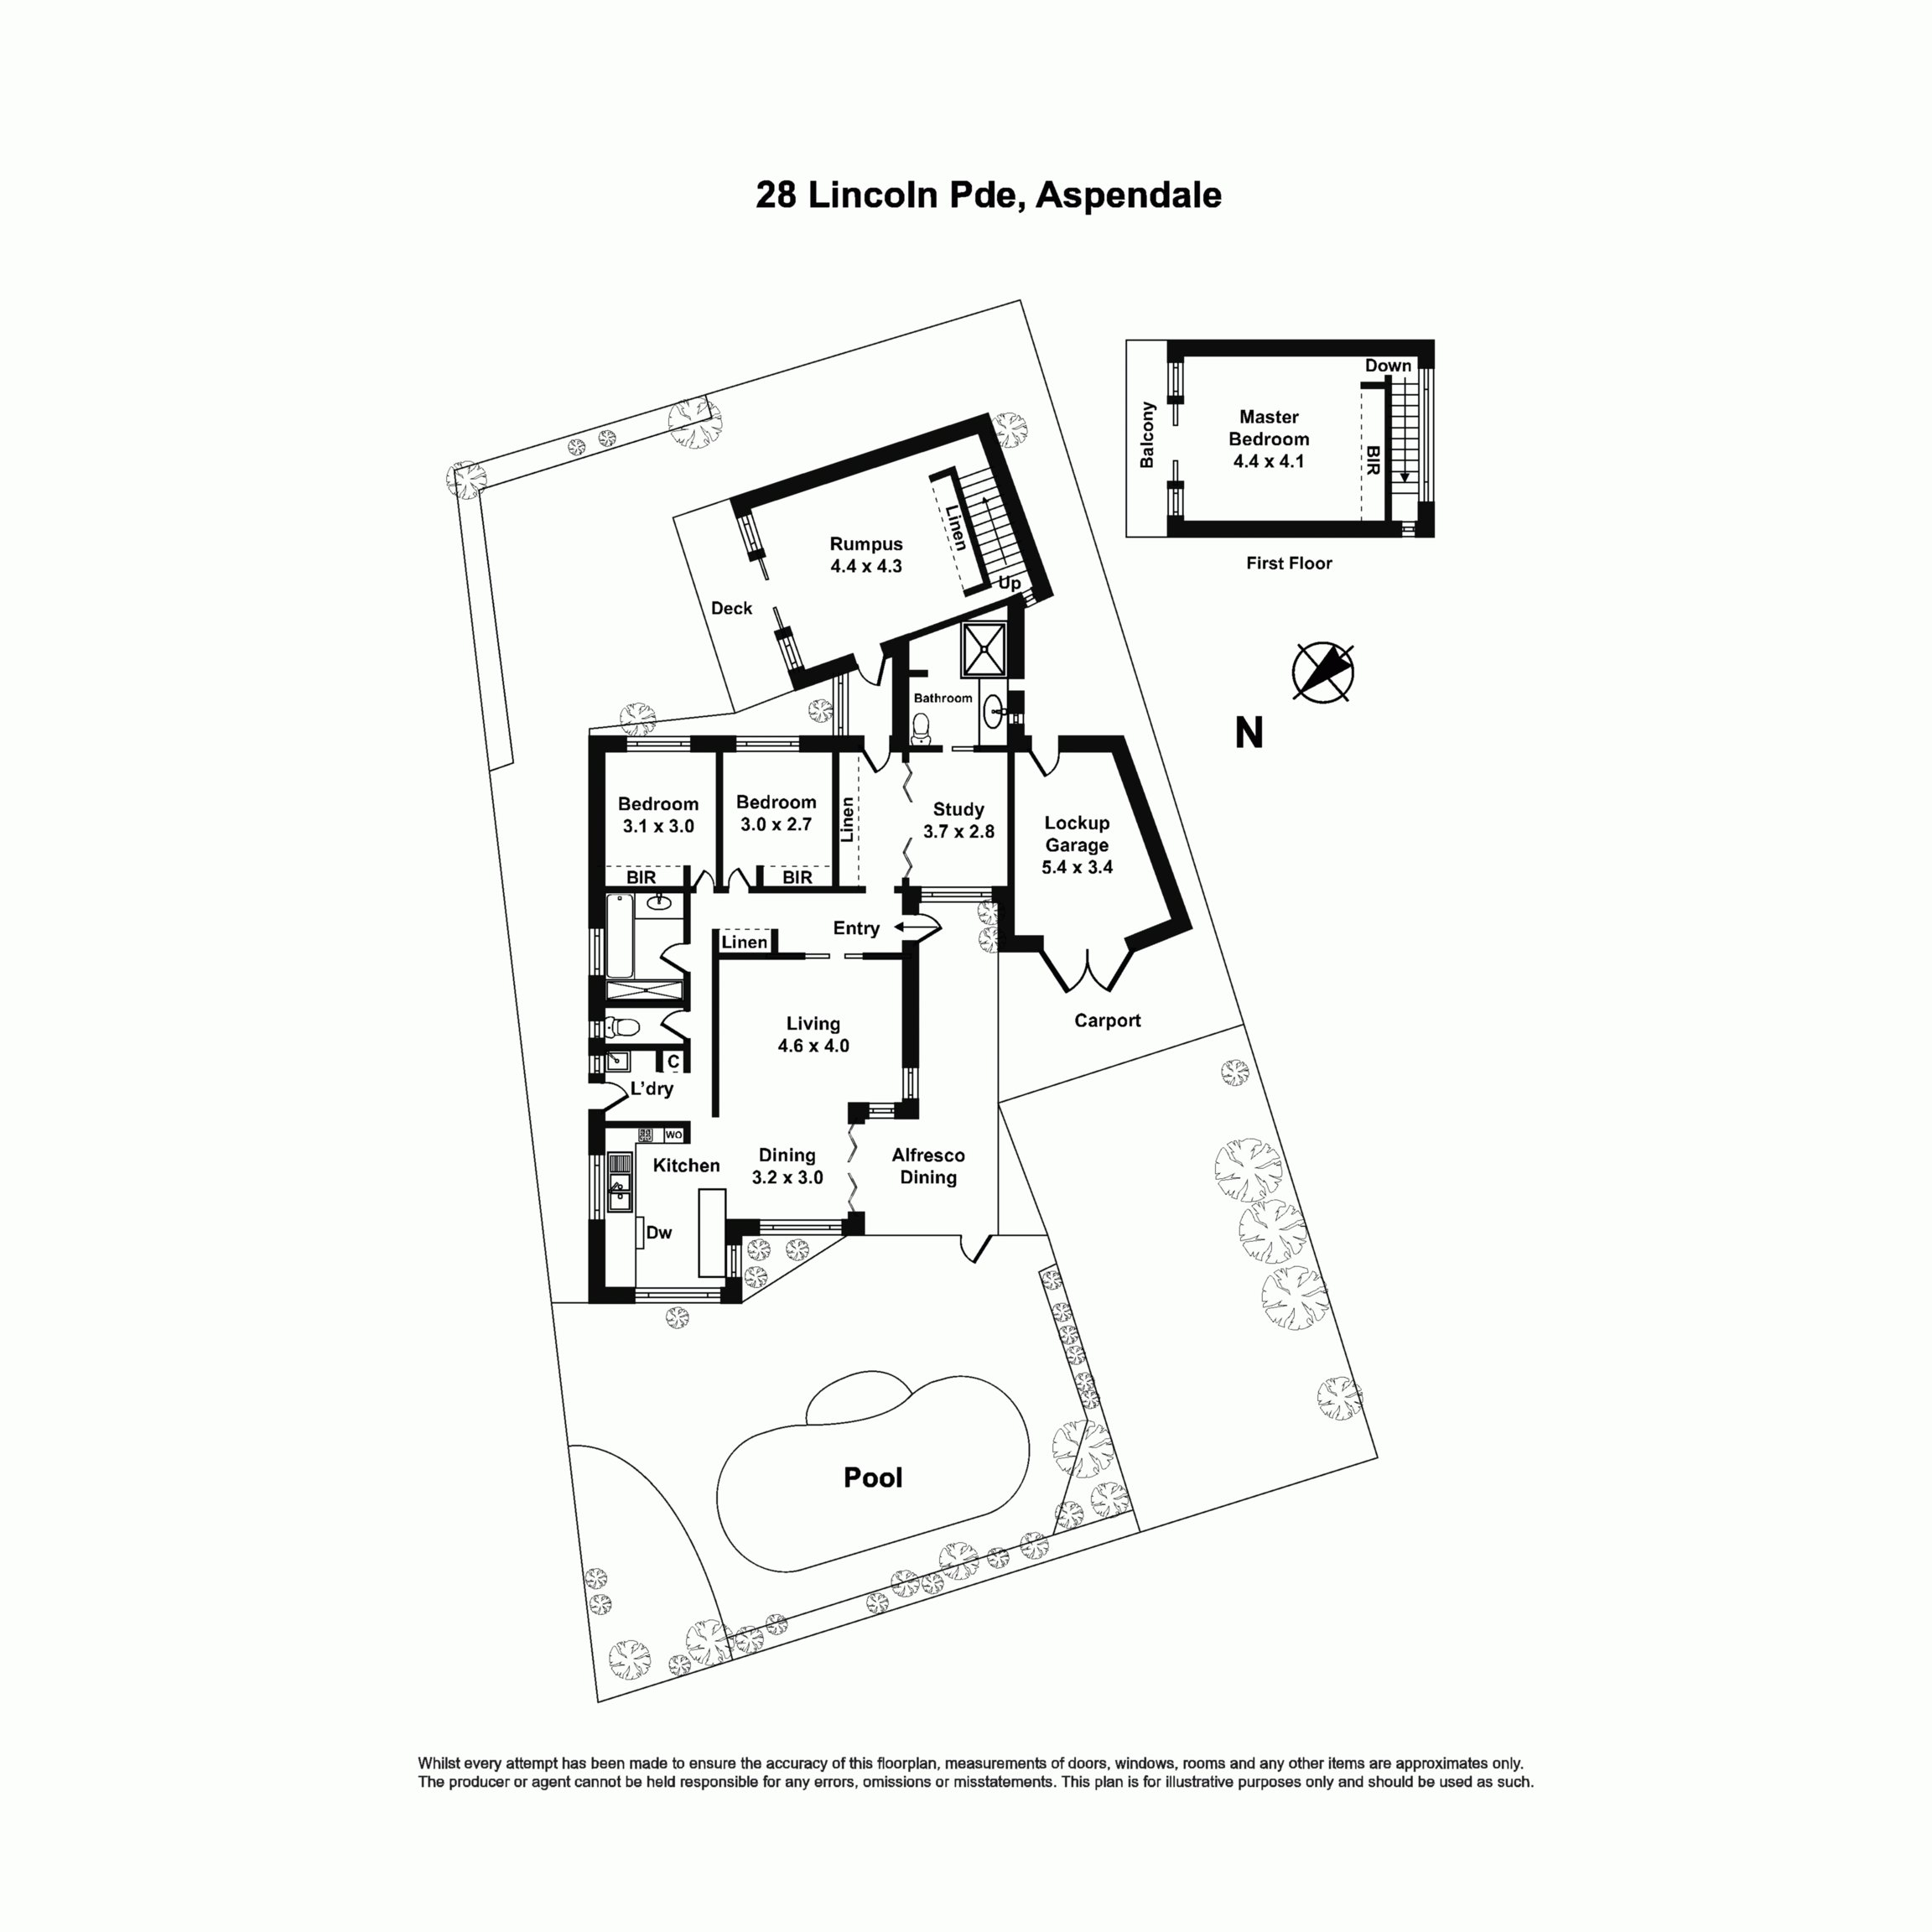 28 Lincoln Pde, Aspendale
Down
Master
Bedroom
4.4 x 4.1
Balcony
BIR
First Floor
Rumpus
4.4 x 4.3
Linen
Up
Deck
N
Bathroom
Bedroom
3.1 x 3.0
BIR
Bedroom
3.0 x 2.7
BIR
Linen
Study
3.7 x 2.8
Lockup
Garage
5.4 x 3.4
Entry
Linen
Carport
Living
4.6 x 4.0
C
L'dry
WO
Kitchen
Dining
3.2 x 3.0
Alfresco
Dining
Dw
Pool
Whilst every attempt has been made to ensure the accuracy of this floorplan, measurements of doors, windows, rooms and any other items are approximates only.
The producer or agent cannot be held responsible for any errors, omissions or misstatements. This plan is for illustrative purposes only and should be used as such.